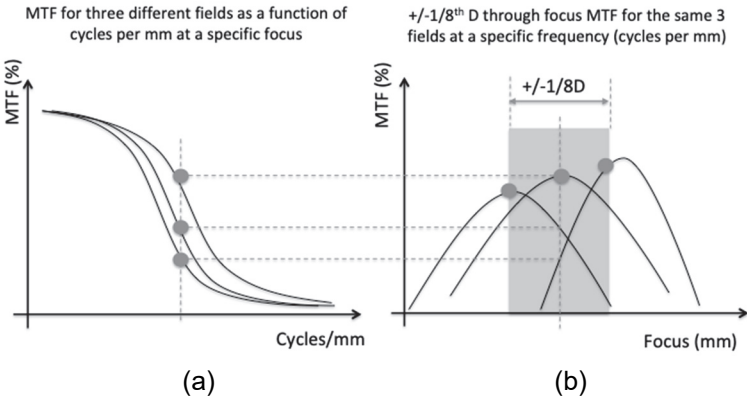 MTF for three different fields as a function of
cycles per mm at a specific focus
MTF (%)
Cycles/mm
(a)
+/-1/8th D through focus MTF for the same 3
fields at a specific frequency (cycles per mm)
MTF (%)
+/-1/8D
Focus (mm)
(b)